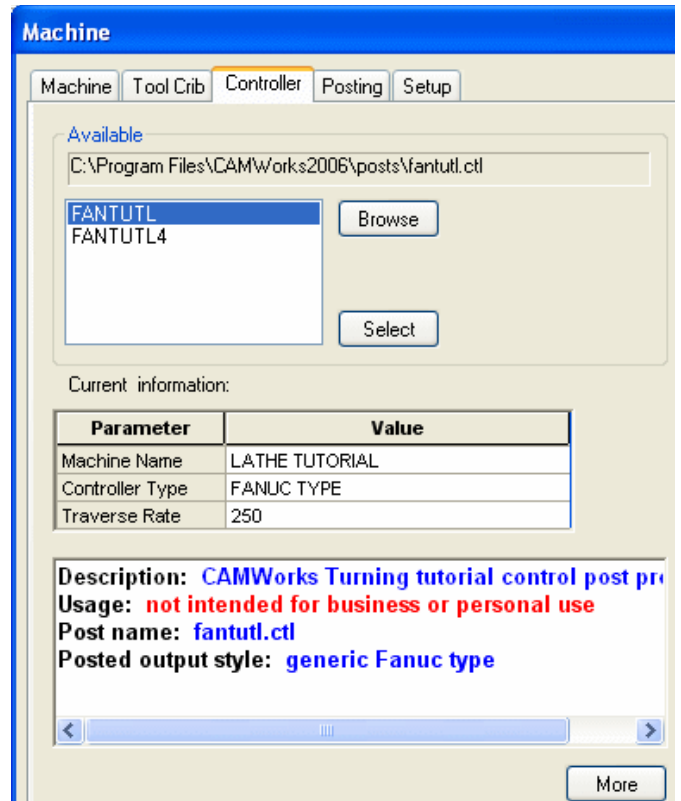 Machine
Machine Tool Crib Controller Posting Setup
Available
C:\Program Files\CAMWorks2006\posts\fantutl.ctl
FANTUTL
FANTUTL4
Browse
Select
Current information:
Parameter Value
Machine Name LATHE TUTORIAL
Controller Type FANUC TYPE
Traverse Rate 250
Description: CAMWorks Turning tutorial control post pr
Usage: not intended for business or personal use
Post name: fantutl.ctl
Posted output style: generic Fanuc type
More